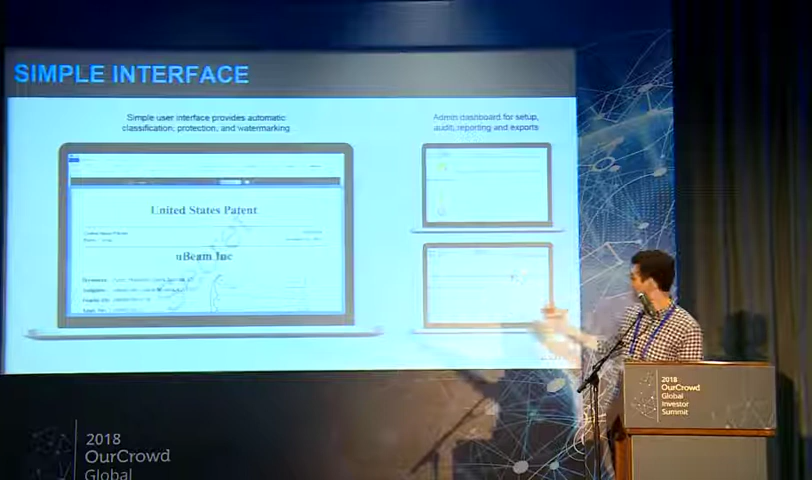 SIMPLE INTERFACE
Simple user interface provides automatic
classification, protection, and watermarking
Admin dashboard for setup,
audit, reporting and exports
United States Patent
uBeam Inc
2018
OurCrowd
Global
Investor
Summit
2018
OurCrowd
Global